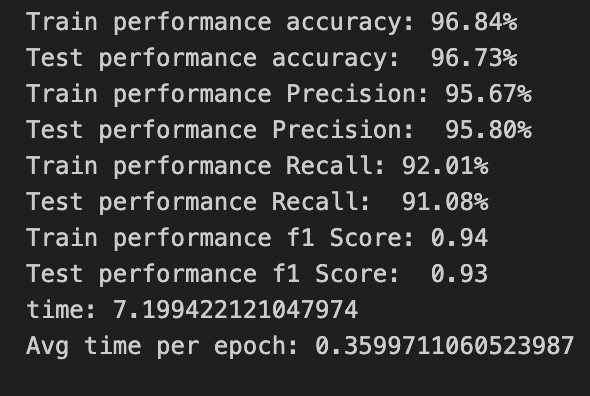 Train performance accuracy: 96.84%
Test performance accuracy:  96.73%
Train performance Precision: 95.67%
Test performance Precision:  95.80%
Train performance Recall: 92.01%
Test performance Recall:  91.08%
Train performance f1 Score: 0.94
Test performance f1 Score:  0.93
time: 7.199422121047974
Avg time per epoch: 0.3599711060523987